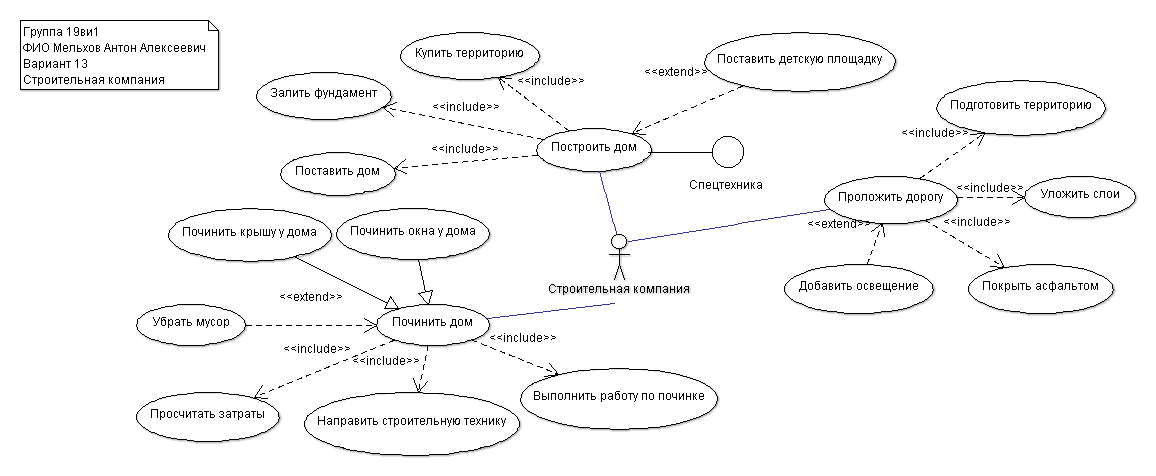 Группа 19ви1
ФИО Мельхов Антон Алексеевич
Вариант 13
Строительная компания
Купить территорию
Поставить детскую площадку
<<extend>>
<<include>>
Залить фундамент
<<include>>
Подготовить территорию
<<include>>
Построить дом
<<include>>
Поставить дом
Спецтехника
<<include>>
Проложить дорогу
Уложить слои
<<extend>>
<<include>>
Починить крышу у дома
Починить окна у дома
Строительная компания
Добавить освещение
Покрыть асфальтом
<<extend>>
Убрать мусор
Починить дом
<<include>>
<<include>>
<<include>>
Просчитать затраты
Направить строительную технику
Выполнить работу по починке